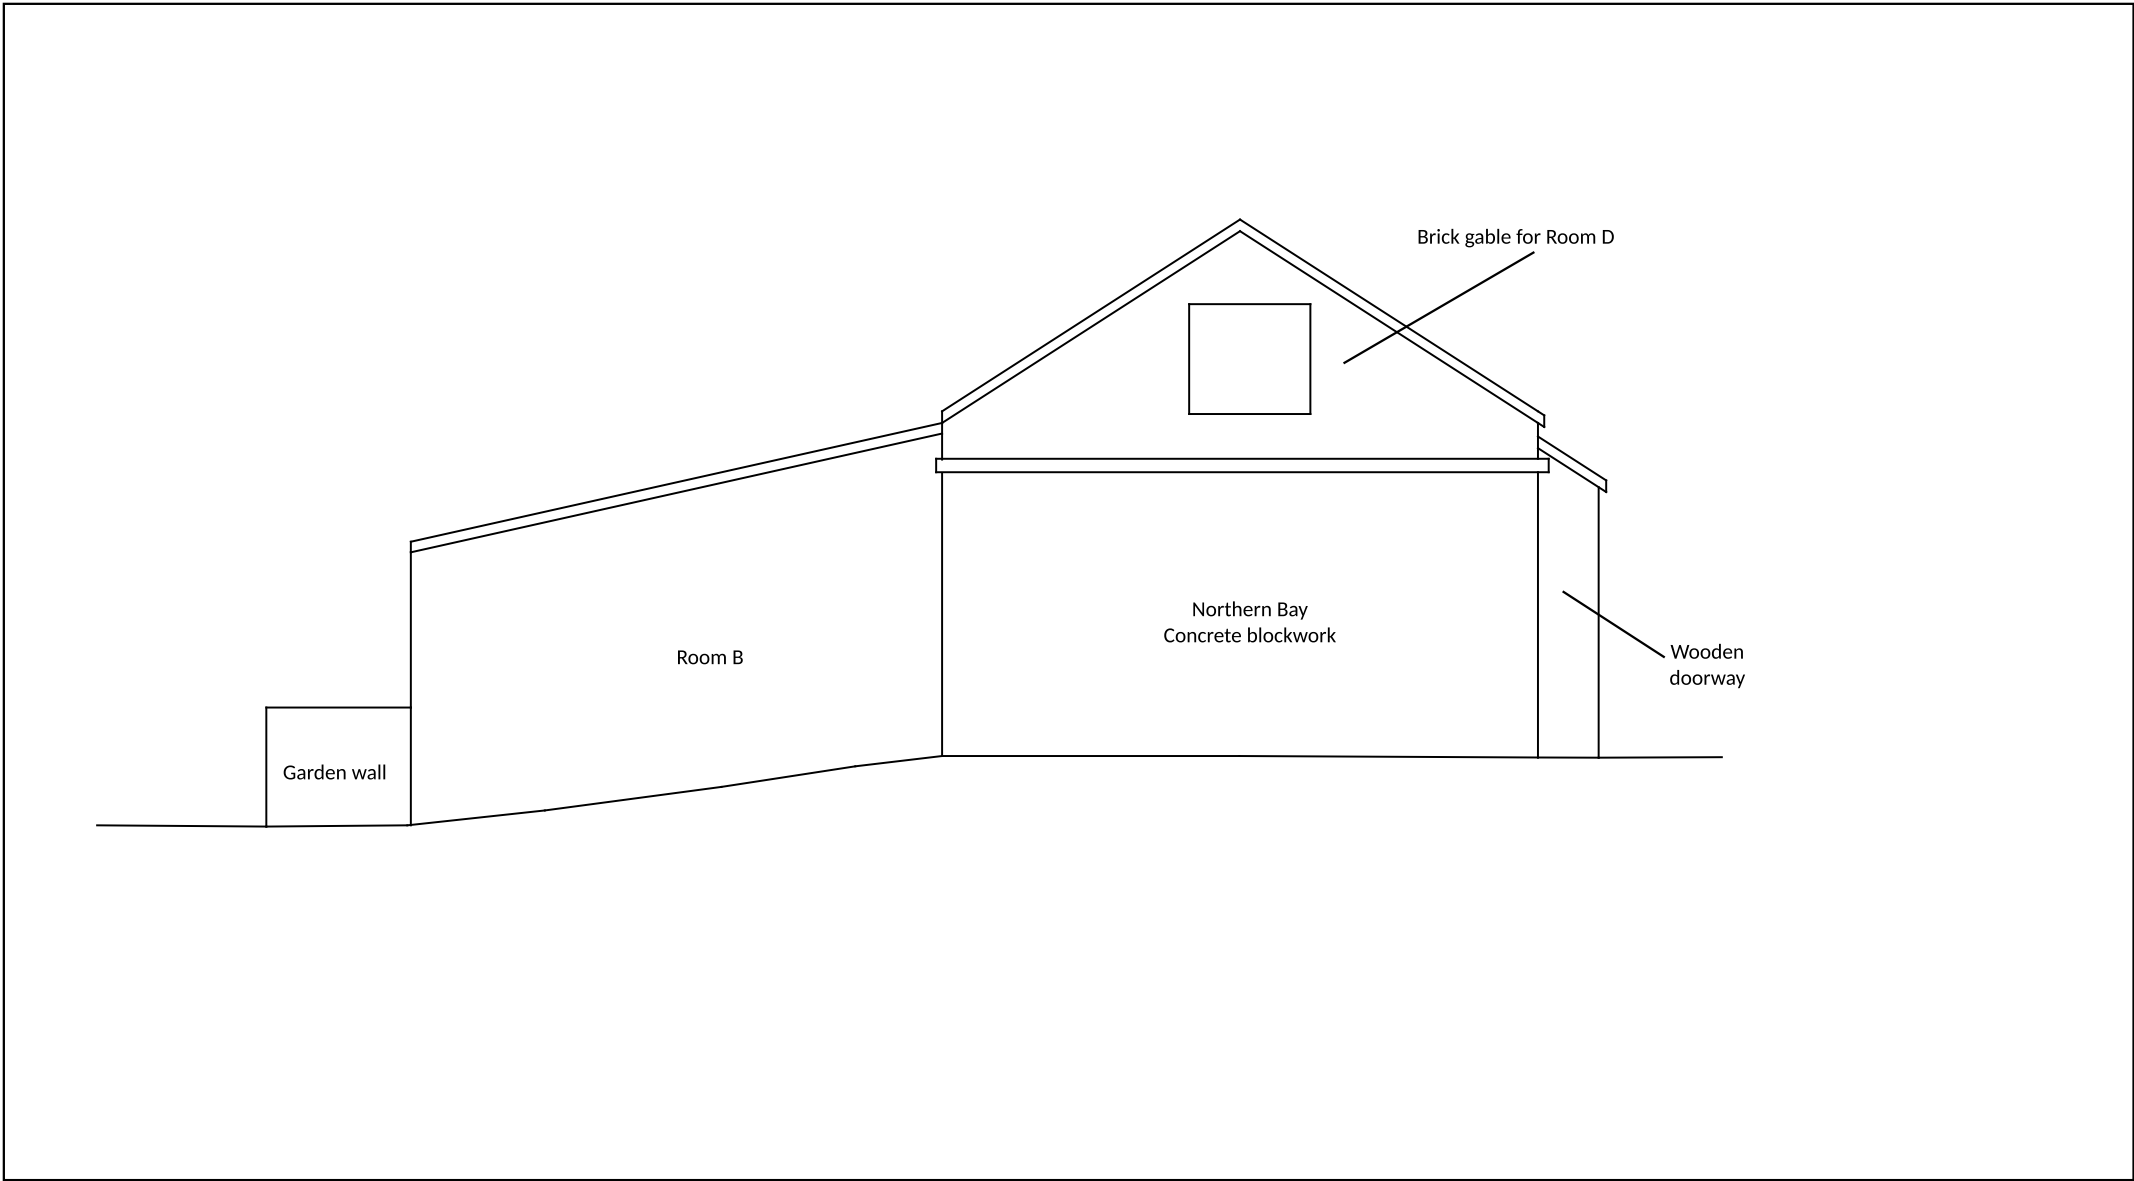 Brick gable for Room D
Northern Bay
Concrete blockwork
Room B
Wooden
doorway
Garden wall